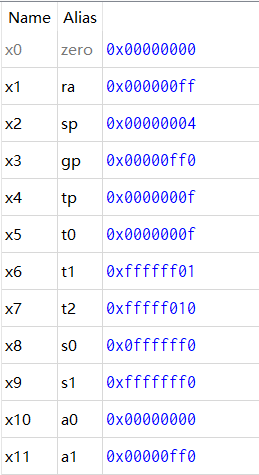 Name Alias
x0 zero 0x00000000
x1 ra 0x000000ff
x2 sp 0x00000004
x3 gp 0x00000ff0
x4 tp 0x0000000f
x5 t0 0x0000000f
x6 t1 0xffffff01
x7 t2 0xfffff010
x8 s0 0x0ffffff0
x9 s1 0xfffffff0
x10 a0 0x00000000
x11 a1 0x00000ff0